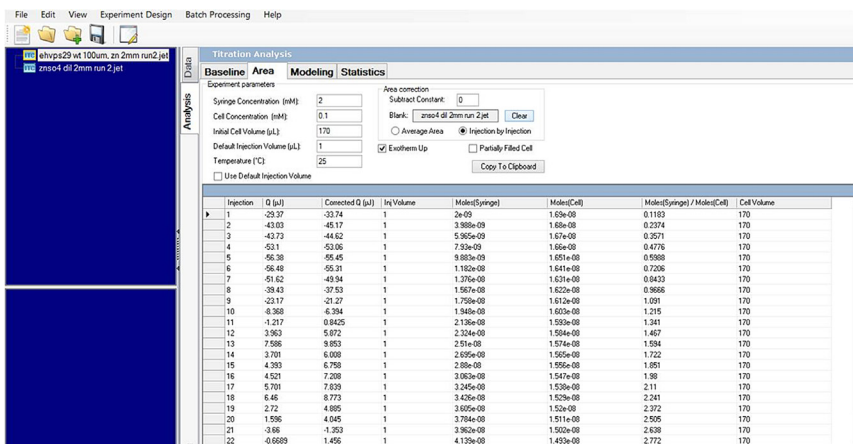 File Edit View Experiment Design Batch Processing Help
ITC ehvps29 wt 100um, zn 2mm run2.jet
ITC znso4 dil 2mm run 2.jet
Data
Analysis
Titration Analysis
Baseline Area Modeling Statistics
Experiment parameters
Syringe Concentration (mM): 2
Cell Concentration (mM): 0.1
Initial Cell Volume (µL): 170
Default Injection Volume (µL): 1
Temperature (°C): 25
Use Default Injection Volume
Area correction
Subtract Constant: 0
Blank: znso4 dil 2mm run 2.jet Clear
Average Area Injection by Injection
Exotherm Up Partially Filled Cell
Copy To Clipboard
Injection Q (µJ) Corrected Q (µJ) Inj Volume Moles(Syringe) Moles(Cell) Moles(Syringe) / Moles(Cell) Cell Volume
1 -29.37 -33.74 1 2e-09 1.69e-08 0.1183 170
2 -43.03 -45.17 1 3.988e-09 1.68e-08 0.2374 170
3 -43.73 -44.62 1 5.965e-09 1.67e-08 0.3571 170
4 -53.1 -53.06 1 7.93e-09 1.66e-08 0.4776 170
5 -56.38 -55.45 1 9.883e-09 1.651e-08 0.5988 170
6 -56.48 -55.31 1 1.182e-08 1.641e-08 0.7206 170
7 -51.62 -49.94 1 1.376e-08 1.631e-08 0.8433 170
8 -39.43 -37.53 1 1.567e-08 1.622e-08 0.9666 170
9 -23.17 -21.27 1 1.758e-08 1.612e-08 1.091 170
10 -8.368 -6.394 1 1.948e-08 1.603e-08 1.215 170
11 -1.217 0.8425 1 2.136e-08 1.593e-08 1.341 170
12 3.963 5.872 1 2.324e-08 1.584e-08 1.467 170
13 7.586 9.853 1 2.51e-08 1.574e-08 1.594 170
14 3.701 6.008 1 2.695e-08 1.565e-08 1.722 170
15 4.393 6.758 1 2.88e-08 1.556e-08 1.851 170
16 4.521 7.208 1 3.063e-08 1.547e-08 1.98 170
17 5.701 7.839 1 3.245e-08 1.538e-08 2.11 170
18 6.46 8.773 1 3.426e-08 1.529e-08 2.241 170
19 2.72 4.885 1 3.605e-08 1.52e-08 2.372 170
20 1.596 4.045 1 3.784e-08 1.511e-08 2.505 170
21 -3.66 -1.353 1 3.962e-08 1.502e-08 2.638 170
22 -0.6689 1.456 1 4.139e-08 1.493e-08 2.772 170